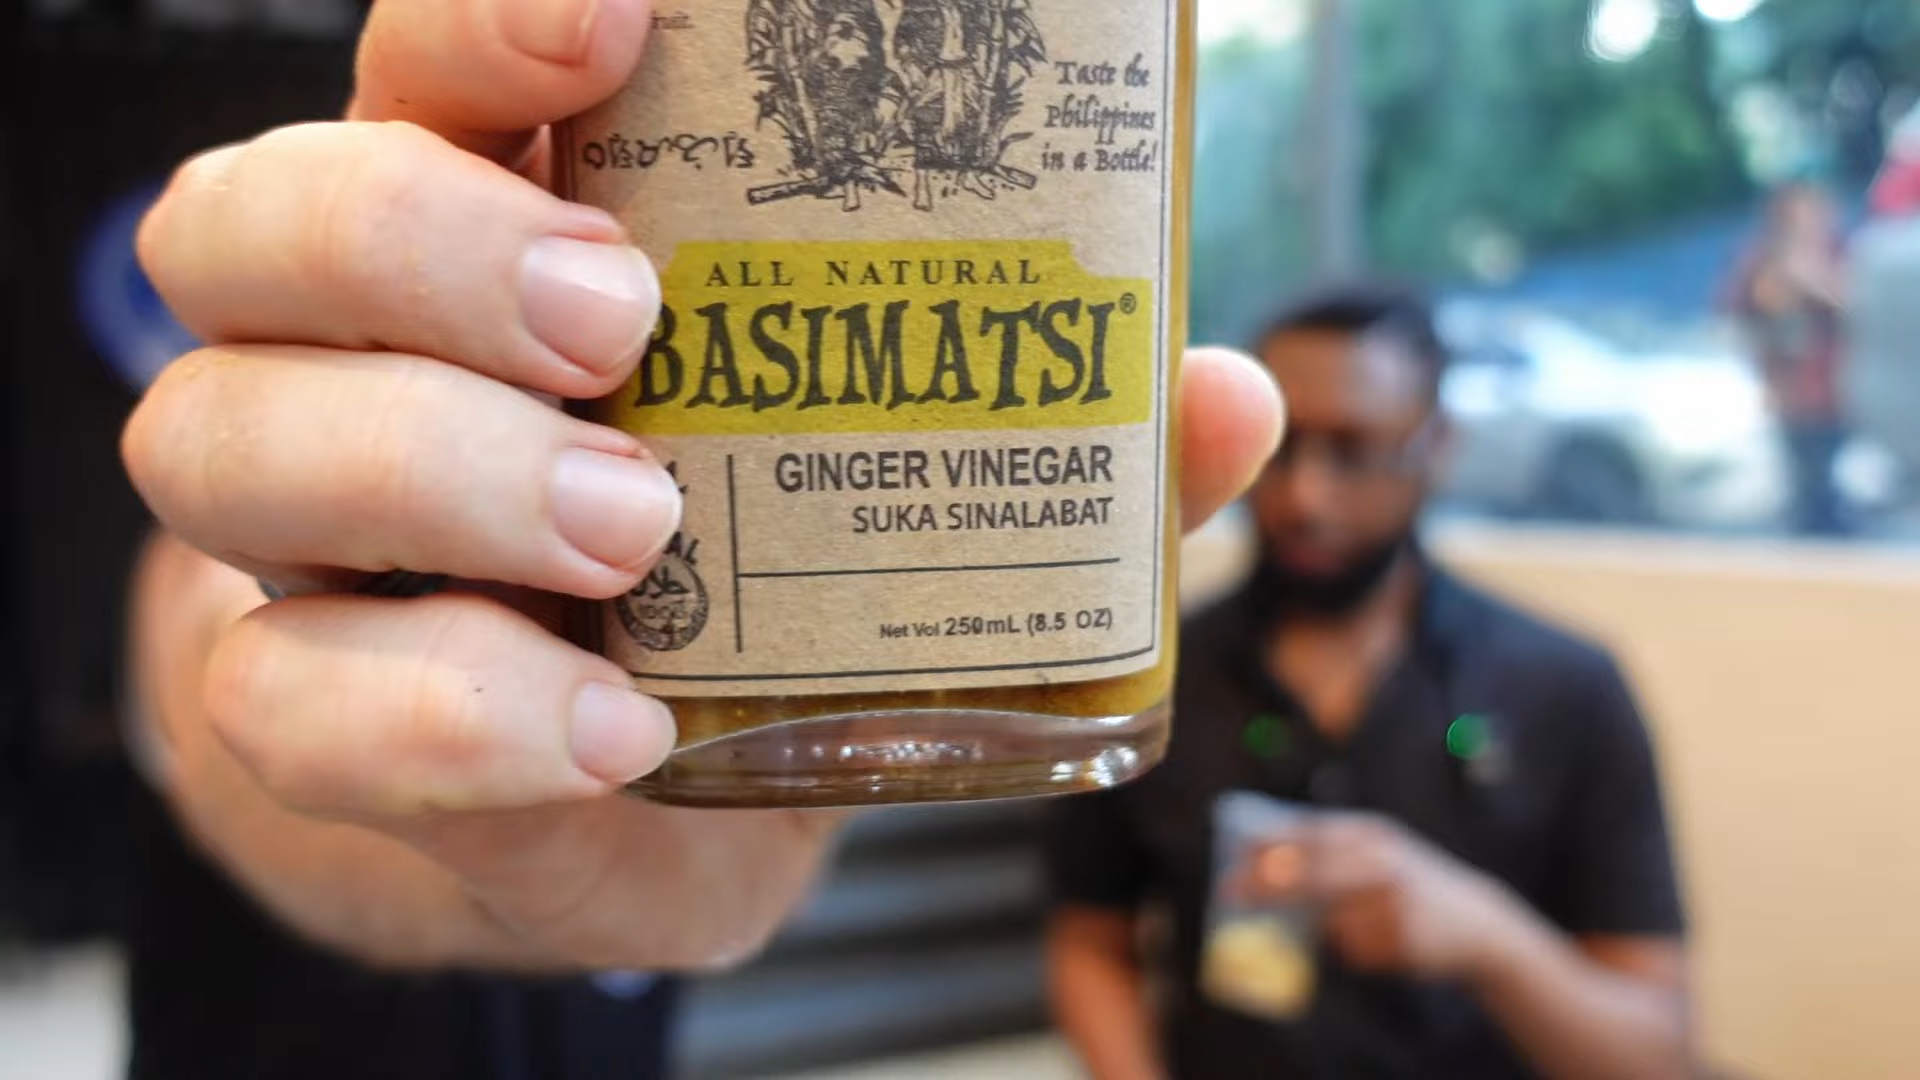 Taste the
Philippines
in a Bottle!
ALL NATURAL
BASIMATSI®
GINGER VINEGAR
SUKA SINALABAT
Net Vol 250mL (8.5 OZ)